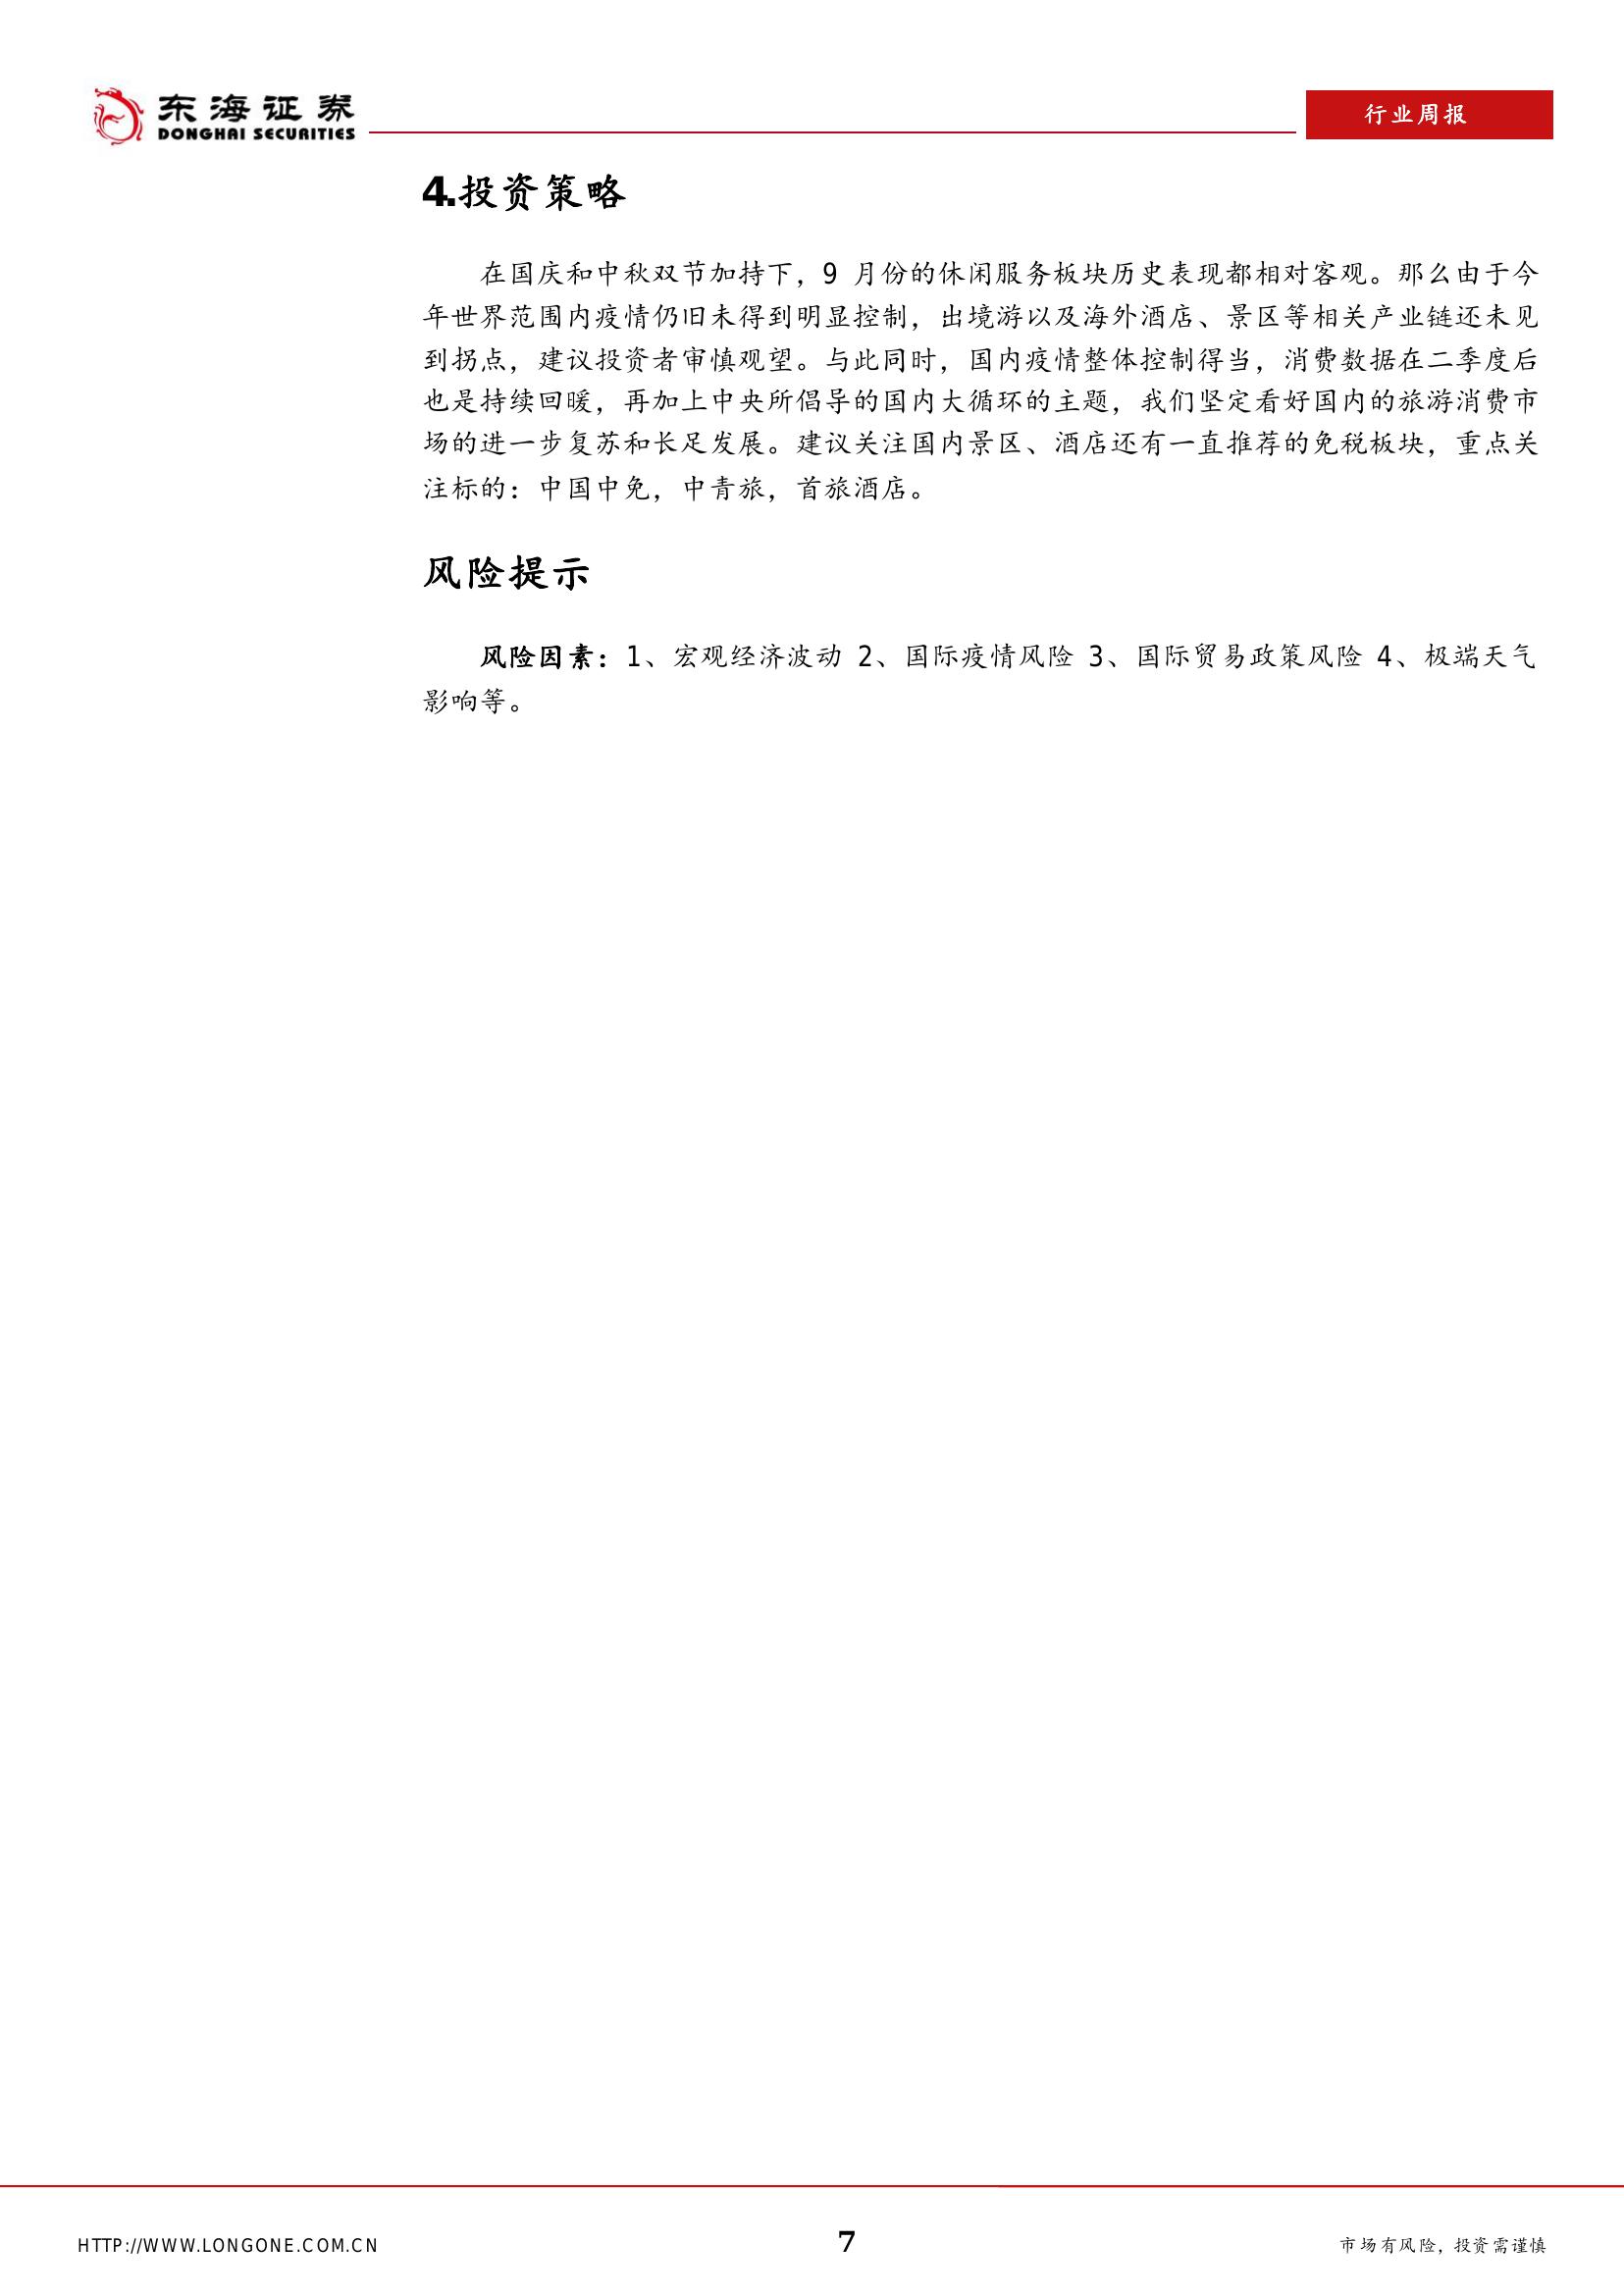 东海证券
DONGHAI SECURITIES
行业周报
4.投资策略
在国庆和中秋双节加持下，9 月份的休闲服务板块历史表现都相对客观。那么由于今
年世界范围内疫情仍旧未得到明显控制，出境游以及海外酒店、景区等相关产业链还未见
到拐点，建议投资者审慎观望。与此同时，国内疫情整体控制得当，消费数据在二季度后
也是持续回暖，再加上中央所倡导的国内大循环的主题，我们坚定看好国内的旅游消费市
场的进一步复苏和长足发展。建议关注国内景区、酒店还有一直推荐的免税板块，重点关
注标的：中国中免，中青旅，首旅酒店。
风险提示
风险因素：1、宏观经济波动 2、国际疫情风险 3、国际贸易政策风险 4、极端天气
影响等。
HTTP://WWW.LONGONE.COM.CN
7
市场有风险，投资需谨慎